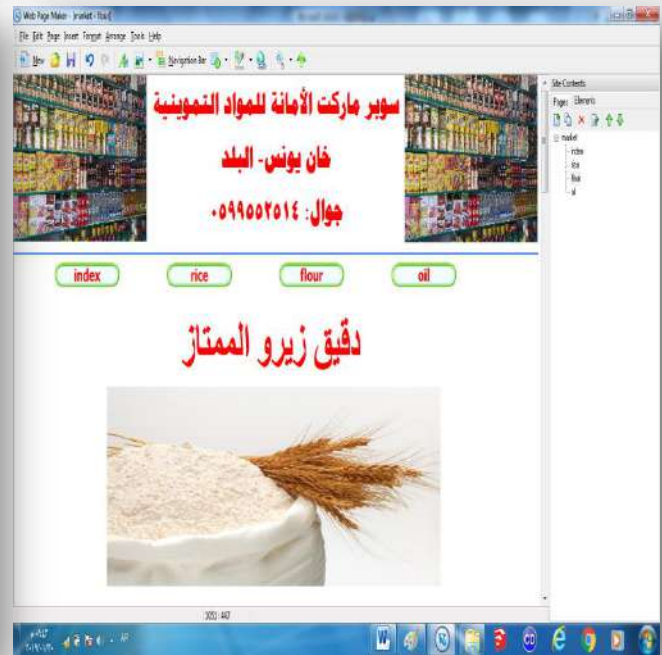 Web Page Maker - [market - flour]
File Edit Page Insert Format Arrange Tools Help
New Navigation Bar
سوبر ماركت الأمانة للمواد التموينية
خان يونس- البلد
جوال: ٠٥٩٩٥٥٢٥١٤
index rice flour oil
دقيق زيرو الممتاز
Site Contents
Pages Elements
market
index
rice
flour
oil